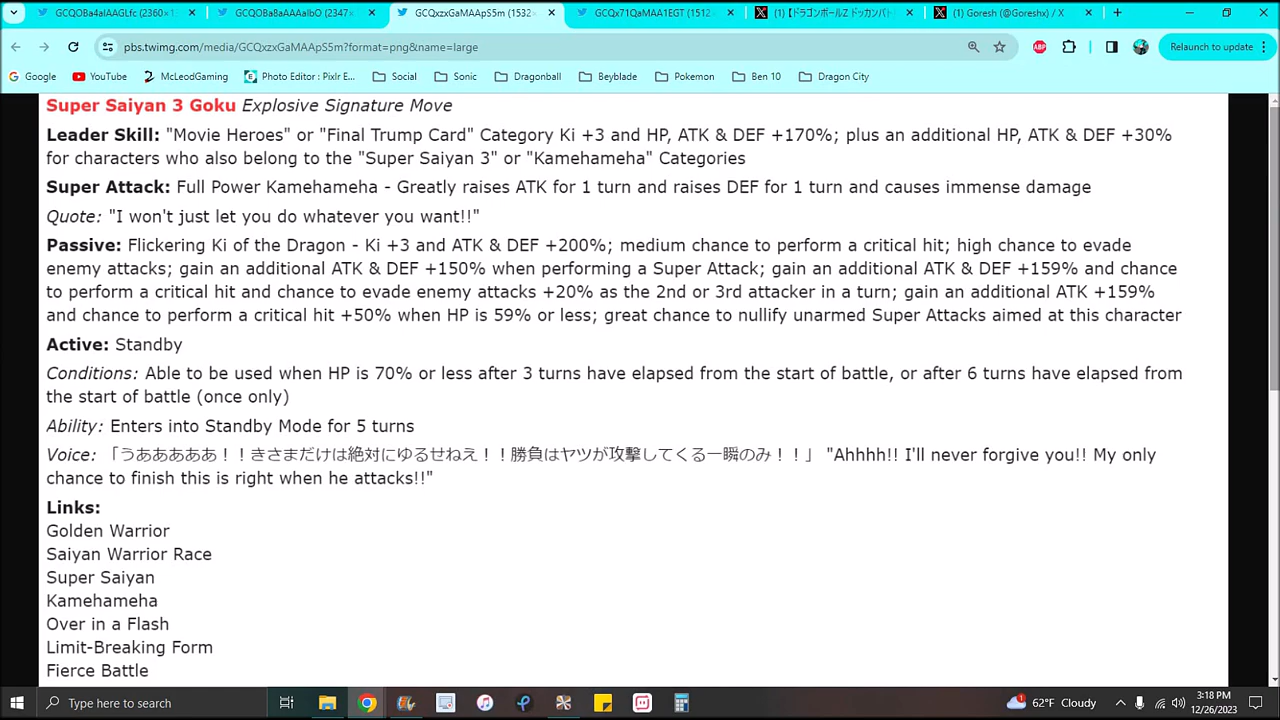 GCQOBa4aIAAGLfc (2360×1
GCQOBa8aAAAalbO (2347×
GCQxzxGaMAApS5m (1532×
GCQx71QaMAA1EGT (1512×
(1) 【ドラゴンボールZ ドッカンバト
(1) Goresh (@Goreshx) / X
pbs.twimg.com/media/GCQxzxGaMAApS5m?format=png&name=large
ABP
Relaunch to update
Google YouTube McLeodGaming Photo Editor : Pixlr E... Social Sonic Dragonball Beyblade Pokemon Ben 10 Dragon City
Super Saiyan 3 Goku Explosive Signature Move
Leader Skill: "Movie Heroes" or "Final Trump Card" Category Ki +3 and HP, ATK & DEF +170%; plus an additional HP, ATK & DEF +30%
for characters who also belong to the "Super Saiyan 3" or "Kamehameha" Categories
Super Attack: Full Power Kamehameha - Greatly raises ATK for 1 turn and raises DEF for 1 turn and causes immense damage
Quote: "I won't just let you do whatever you want!!"
Passive: Flickering Ki of the Dragon - Ki +3 and ATK & DEF +200%; medium chance to perform a critical hit; high chance to evade
enemy attacks; gain an additional ATK & DEF +150% when performing a Super Attack; gain an additional ATK & DEF +159% and chance
to perform a critical hit and chance to evade enemy attacks +20% as the 2nd or 3rd attacker in a turn; gain an additional ATK +159%
and chance to perform a critical hit +50% when HP is 59% or less; great chance to nullify unarmed Super Attacks aimed at this character
Active: Standby
Conditions: Able to be used when HP is 70% or less after 3 turns have elapsed from the start of battle, or after 6 turns have elapsed from
the start of battle (once only)
Ability: Enters into Standby Mode for 5 turns
Voice: 「うああああああ！！きさまだけは絶対にゆるせねえ！！勝負はヤツが攻撃してくる一瞬のみ！！」 "Ahhhh!! I'll never forgive you!! My only
chance to finish this is right when he attacks!!"
Links:
Golden Warrior
Saiyan Warrior Race
Super Saiyan
Kamehameha
Over in a Flash
Limit-Breaking Form
Fierce Battle
Type here to search
1
62°F Cloudy
3:18 PM
12/26/2023